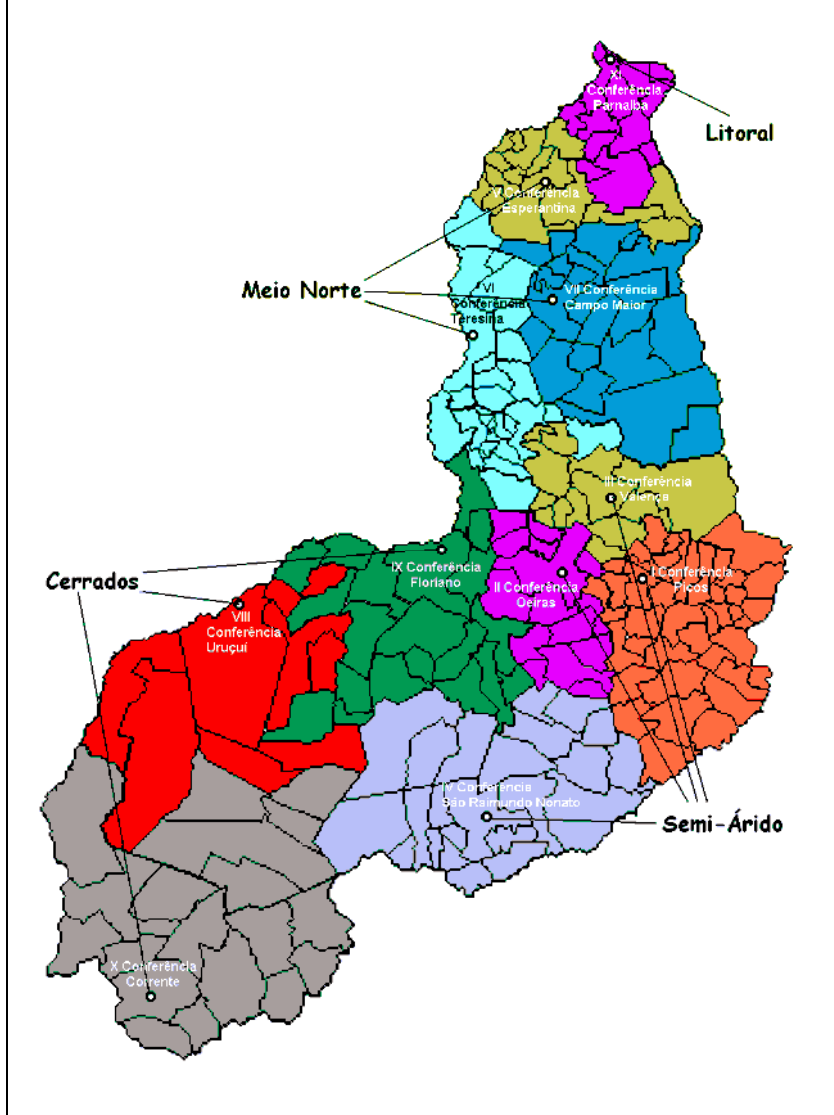 XI
Conferência
Parnaíba
Litoral
V Conferência
Esperantina
Meio Norte
VI
Conferência
Teresina
VII Conferência
Campo Maior
III Conferência
Valença
IX Conferência
Floriano
II Conferência
Oeiras
I Conferência
Picos
Cerrados
VIII
Conferência
Uruçuí
IV Conferência
São Raimundo Nonato
Semi-Árido
X Conferência
Corrente